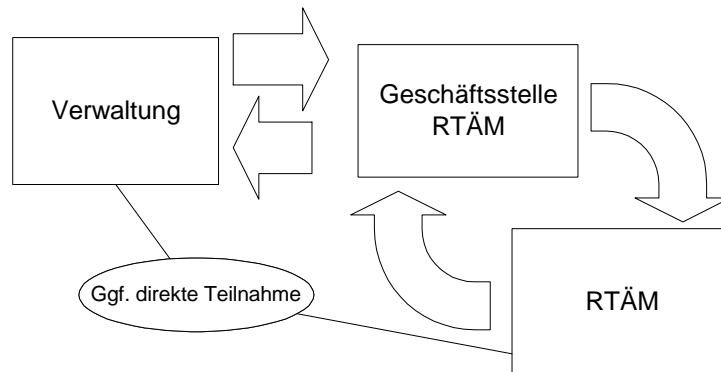 Verwaltung
Geschäftsstelle
RTÄM
Ggf. direkte Teilnahme
RTÄM